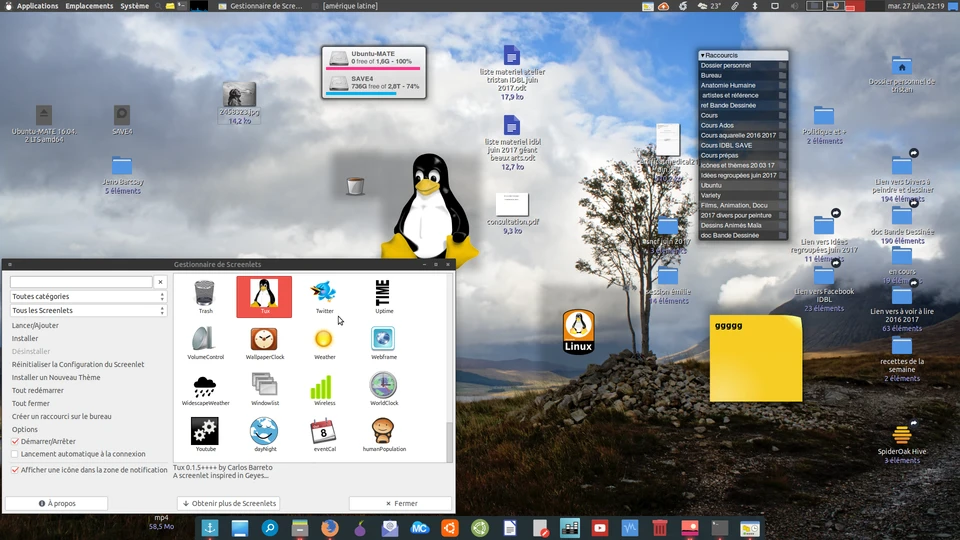 Applications Emplacements Système
Gestionnaire de Scree...
[amérique latine]
23°
mar. 27 juin, 22:19
Ubuntu-MATE
0 free of 1,6G - 100%
SAVE4
736G free of 2,8T - 74%
liste materiel atelier
tristan IDBL juin
2017.odt
17,9 ko
liste materiel idbl
juin 2017 géant
beaux arts.odt
12,7 ko
consultation.pdf
9,3 ko
2458323.jpg
14,2 ko
Ubuntu-MATE 16.04.
2 LTS amd64
SAVE4
Jeno Barcsay
5 éléments
▾Raccourcis
Dossier personnel
Bureau
Anatomie Humaine
artistes et référence
ref Bande Dessinée
Cours
Cours Ados
Cours aquarelle 2016 2017
Cours IDBL SAVE
Cours prépas
icônes et thèmes 20 03 17
Idées regroupées juin 2017
Ubuntu
Variety
Films, Animation, Docu
2017 divers pour peinture
Dessins Animés Mala
doc Bande Dessinée
Dossier personnel de
tristan
Politique et +
2 éléments
Lien vers Divers à
peindre et dessiner
194 éléments
doc Bande Dessinée
190 éléments
Lien vers Idées
regroupées juin 2017
11 éléments
en cours
Lien vers Facebook
IDBL
23 éléments
Lien vers à voir à lire
2016 2017
63 éléments
recettes de la
semaine
2 éléments
SpiderOak Hive
3 éléments
sncf juin 2017
session émilie
Linux
ggggg
Gestionnaire de Screenlets
Toutes catégories
Tous les Screenlets
Lancer/Ajouter
Installer
Désinstaller
Réinitialiser la Configuration du Screenlet
Installer un Nouveau Thème
Tout redémarrer
Tout fermer
Créer un raccourci sur le bureau
Options
Démarrer/Arrêter
Lancement automatique à la connexion
Afficher une icône dans la zone de notification
Trash
Tux
Twitter
Uptime
VolumeControl
WallpaperClock
Weather
Webframe
WidescapeWeather
Windowlist
Wireless
WorldClock
Youtube
dayNight
eventCal
humanPopulation
Tux 0.1.5++++ by Carlos Barreto
A screenlet inspired in Geyes...
À propos
Obtenir plus de Screenlets
Fermer
mp4
58,5 Mo